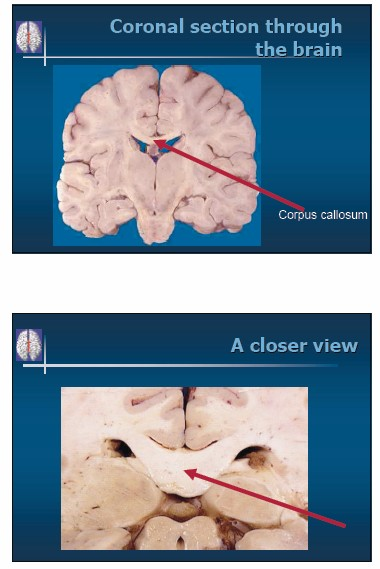 Coronal section through
the brain
Corpus callosum
A closer view